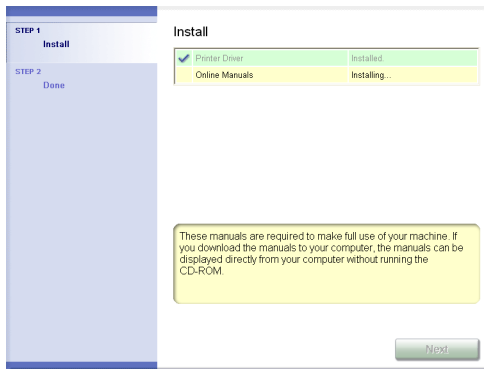 STEP 1
Install
STEP 2
Done
Install
Printer Driver Installed.
Online Manuals Installing...
These manuals are required to make full use of your machine. If
you download the manuals to your computer, the manuals can be
displayed directly from your computer without running the
CD-ROM.
Next